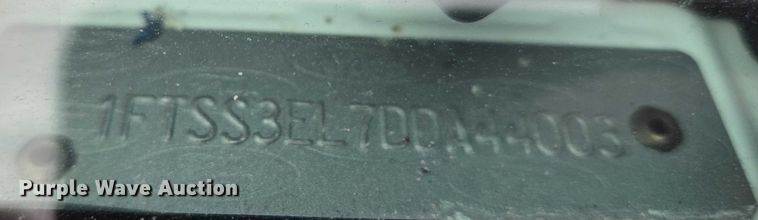 1FTSS3EL7DDA44003
Purple Wave Auction